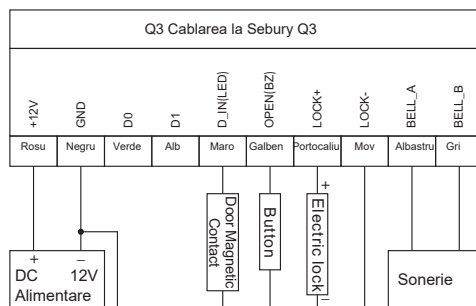 Q3 Cablarea la Sebury Q3
+12V GND D0 D1 D_IN(LED) OPEN(BZ) LOCK+ LOCK- BELL_A BELL_B
Rosu Negru Verde Alb Maro Galben Portocaliu Mov Albastru Gri
Door Magnetic
Contact
Button
+ Electric lock –
+ –
DC 12V
Alimentare
Sonerie